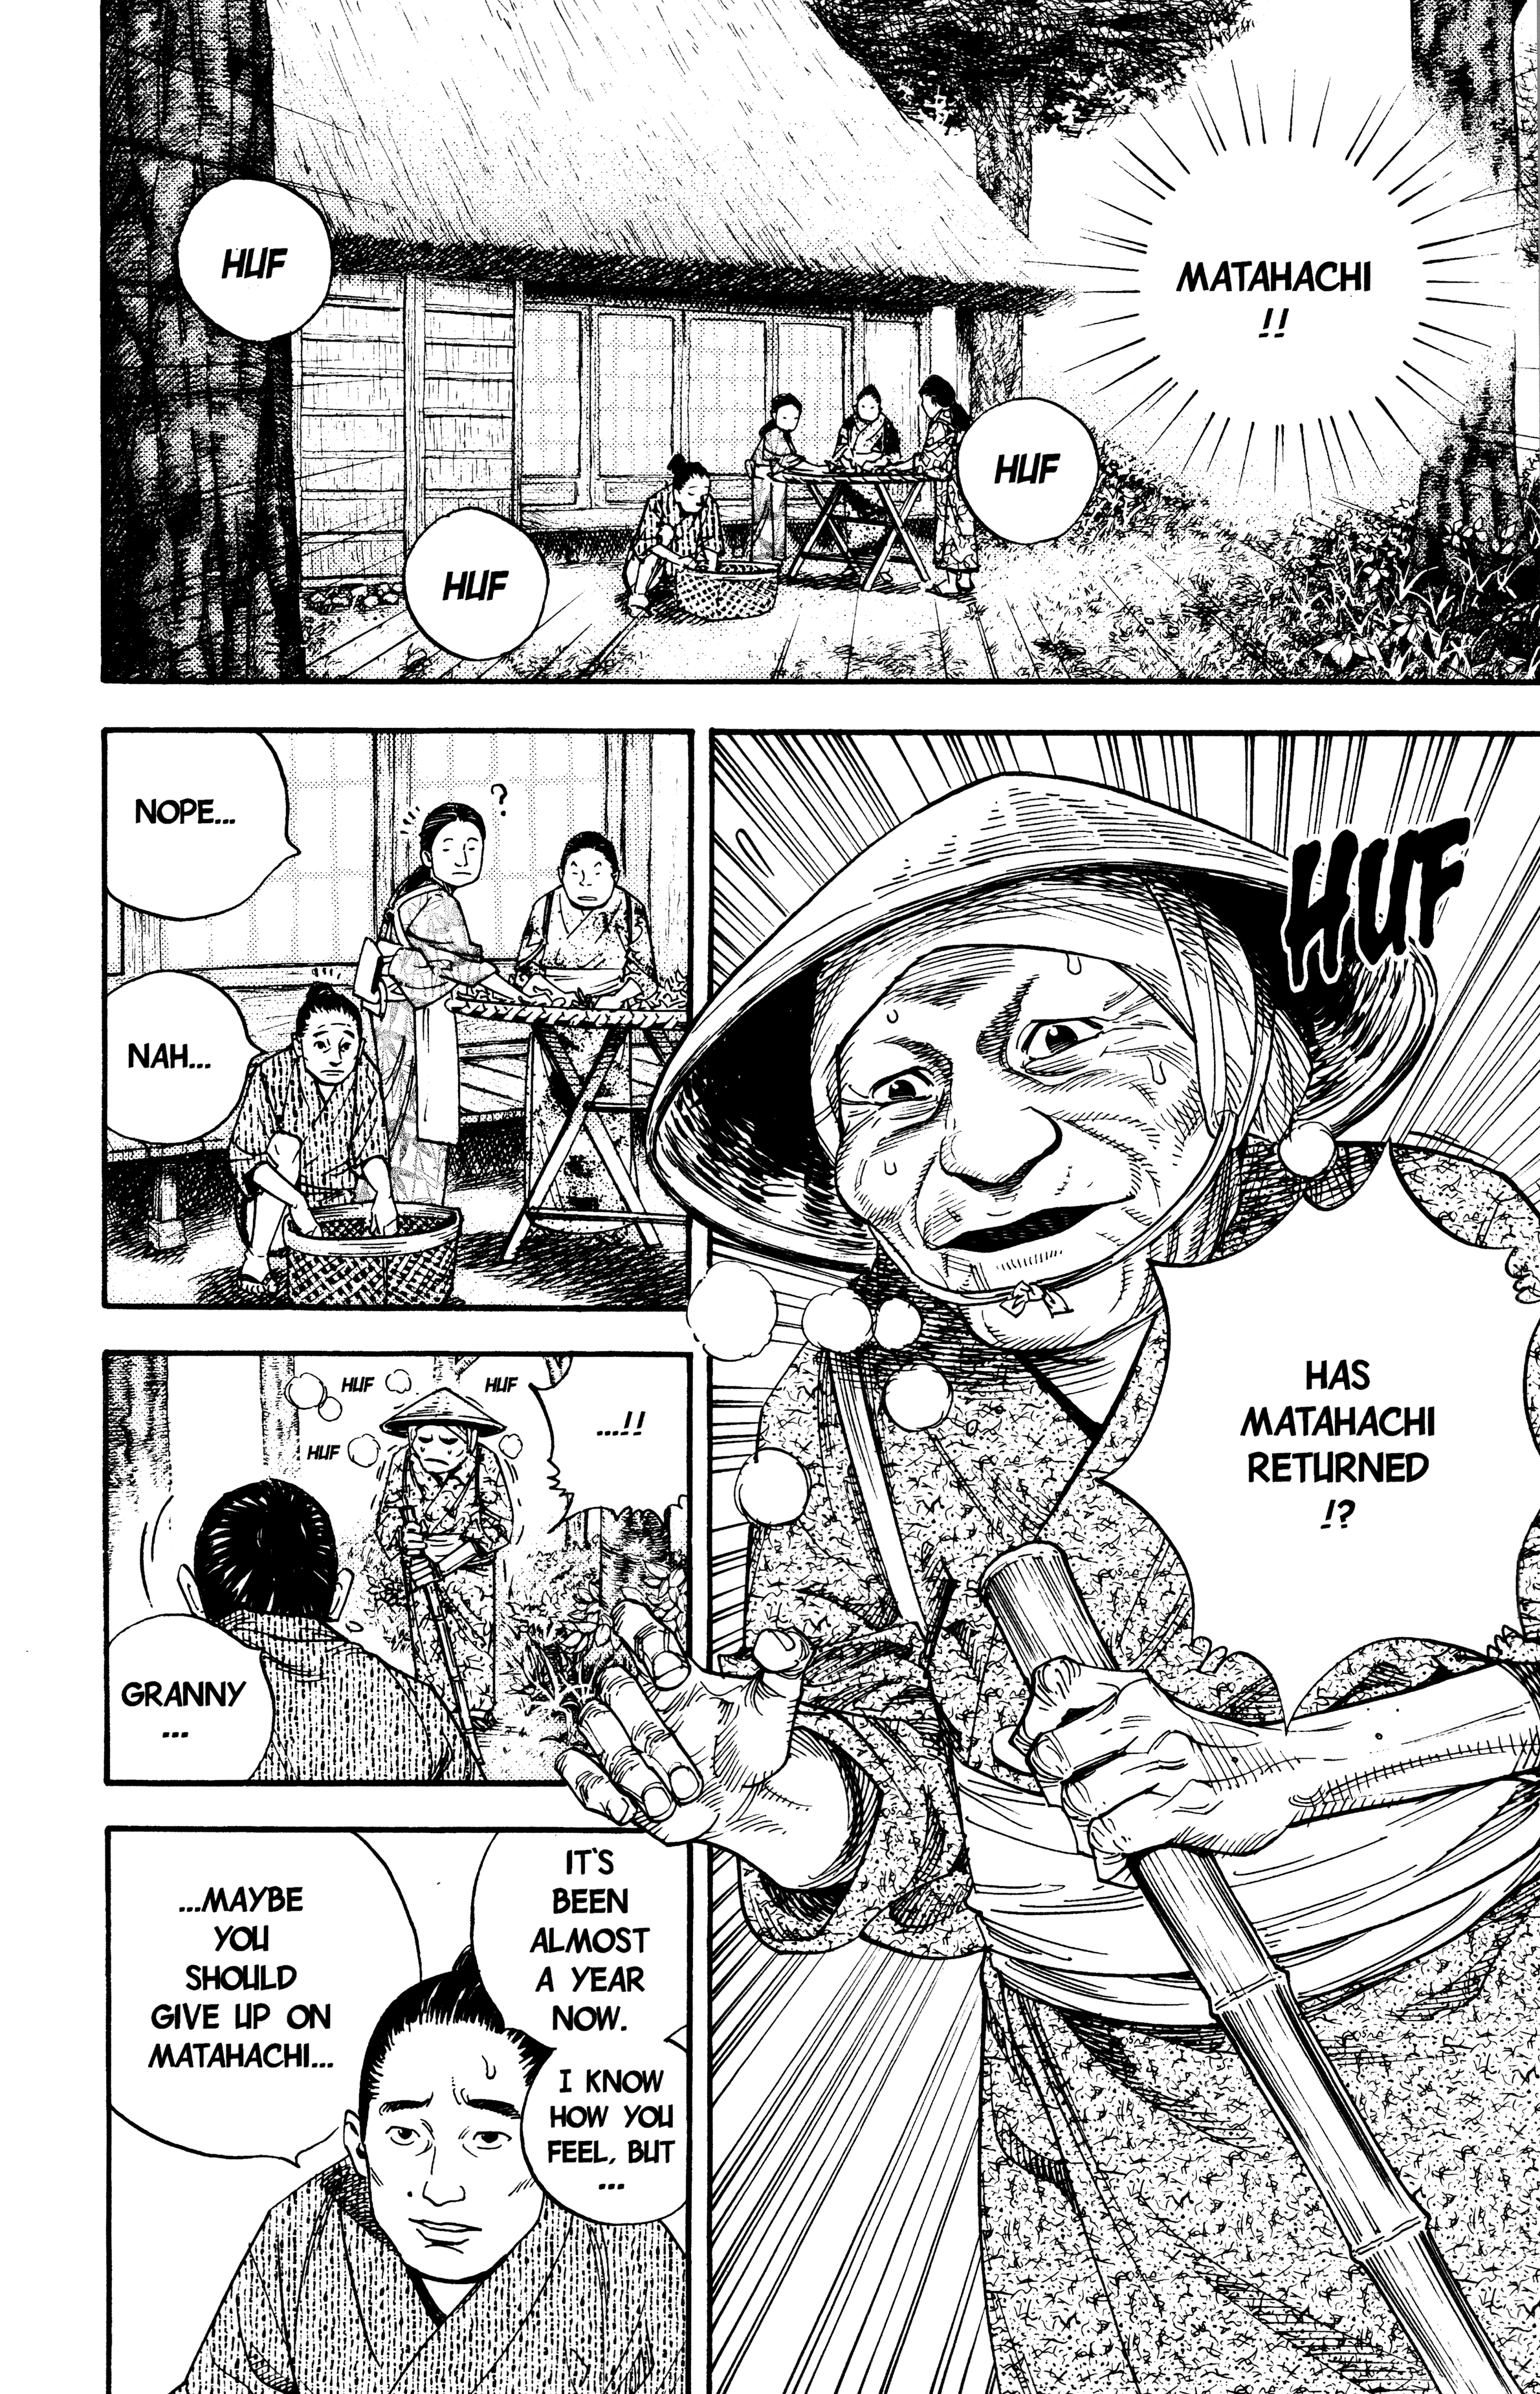 MATAHACHI
!!
HUF
HUF
HUF
HUF
HAS
MATAHACHI
RETURNED
!?
?
NOPE...
NAH...
...!!
HUF
HUF
HUF
GRANNY
...
IT'S
BEEN
ALMOST
A YEAR
NOW.
I KNOW
HOW YOU
FEEL, BUT
...
...MAYBE
YOU
SHOULD
GIVE UP ON
MATAHACHI...